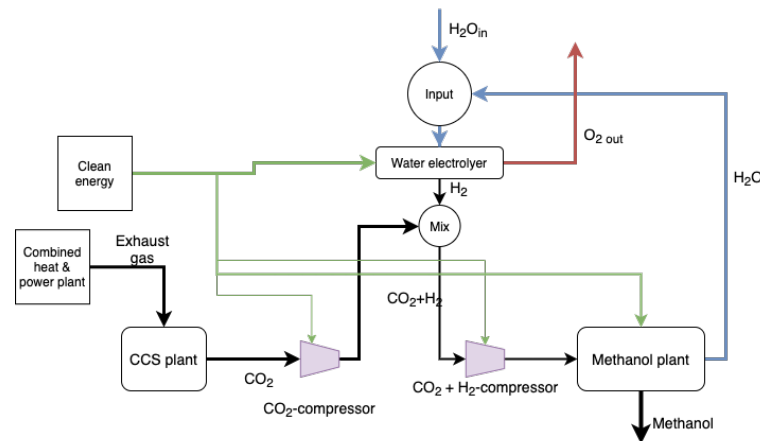 H₂Oᵢₙ
Input
O₂ out
Clean
energy
Water electrolyer
H₂O
H₂
Combined
heat &
power plant
Exhaust
gas
Mix
CO₂+H₂
CCS plant
CO₂
CO₂-compressor
CO₂ + H₂-compressor
Methanol plant
Methanol